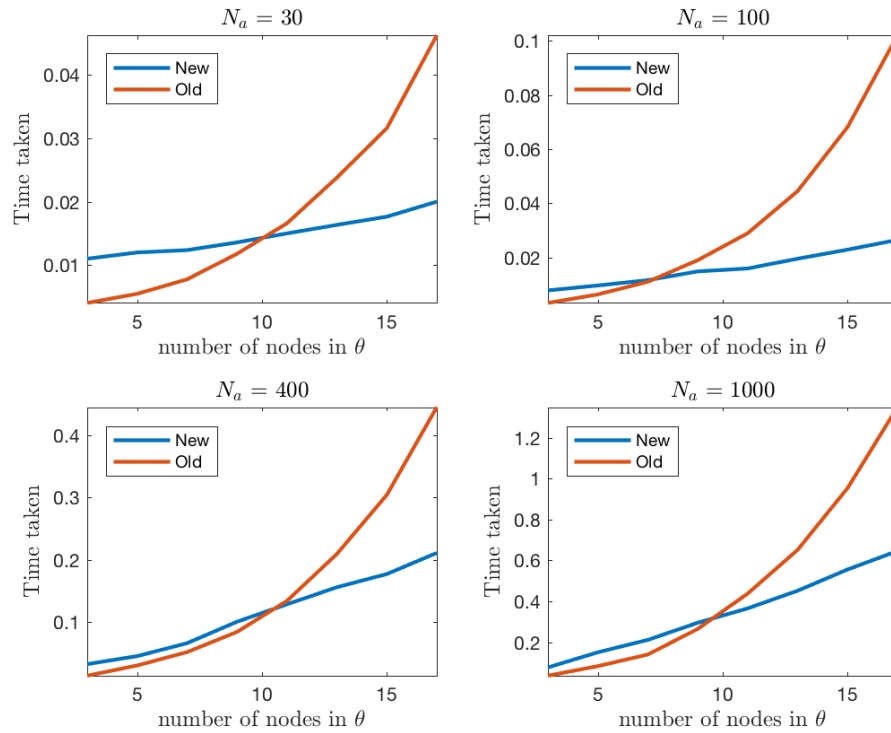 N_a = 30
New
Old
0.04
0.03
0.02
0.01
Time taken
5 10 15
number of nodes in θ
N_a = 100
New
Old
0.1
0.08
0.06
0.04
0.02
Time taken
5 10 15
number of nodes in θ
N_a = 400
New
Old
0.4
0.3
0.2
0.1
Time taken
5 10 15
number of nodes in θ
N_a = 1000
New
Old
1.2
1
0.8
0.6
0.4
0.2
Time taken
5 10 15
number of nodes in θ